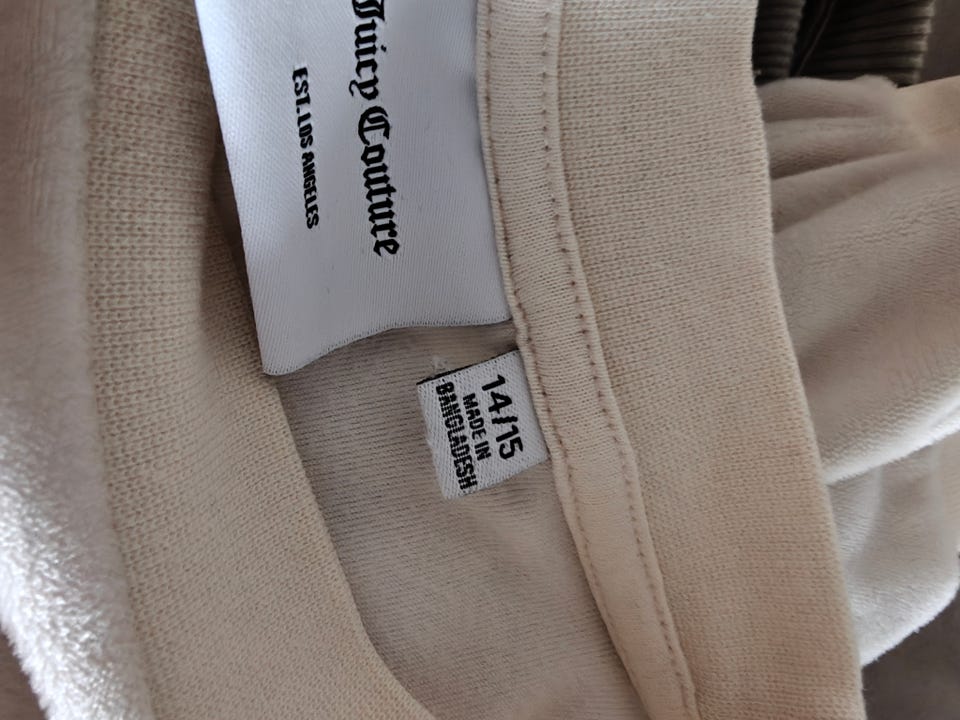 Juicy Couture
EST. LOS ANGELES
14/15
MADE IN
BANGLADESH